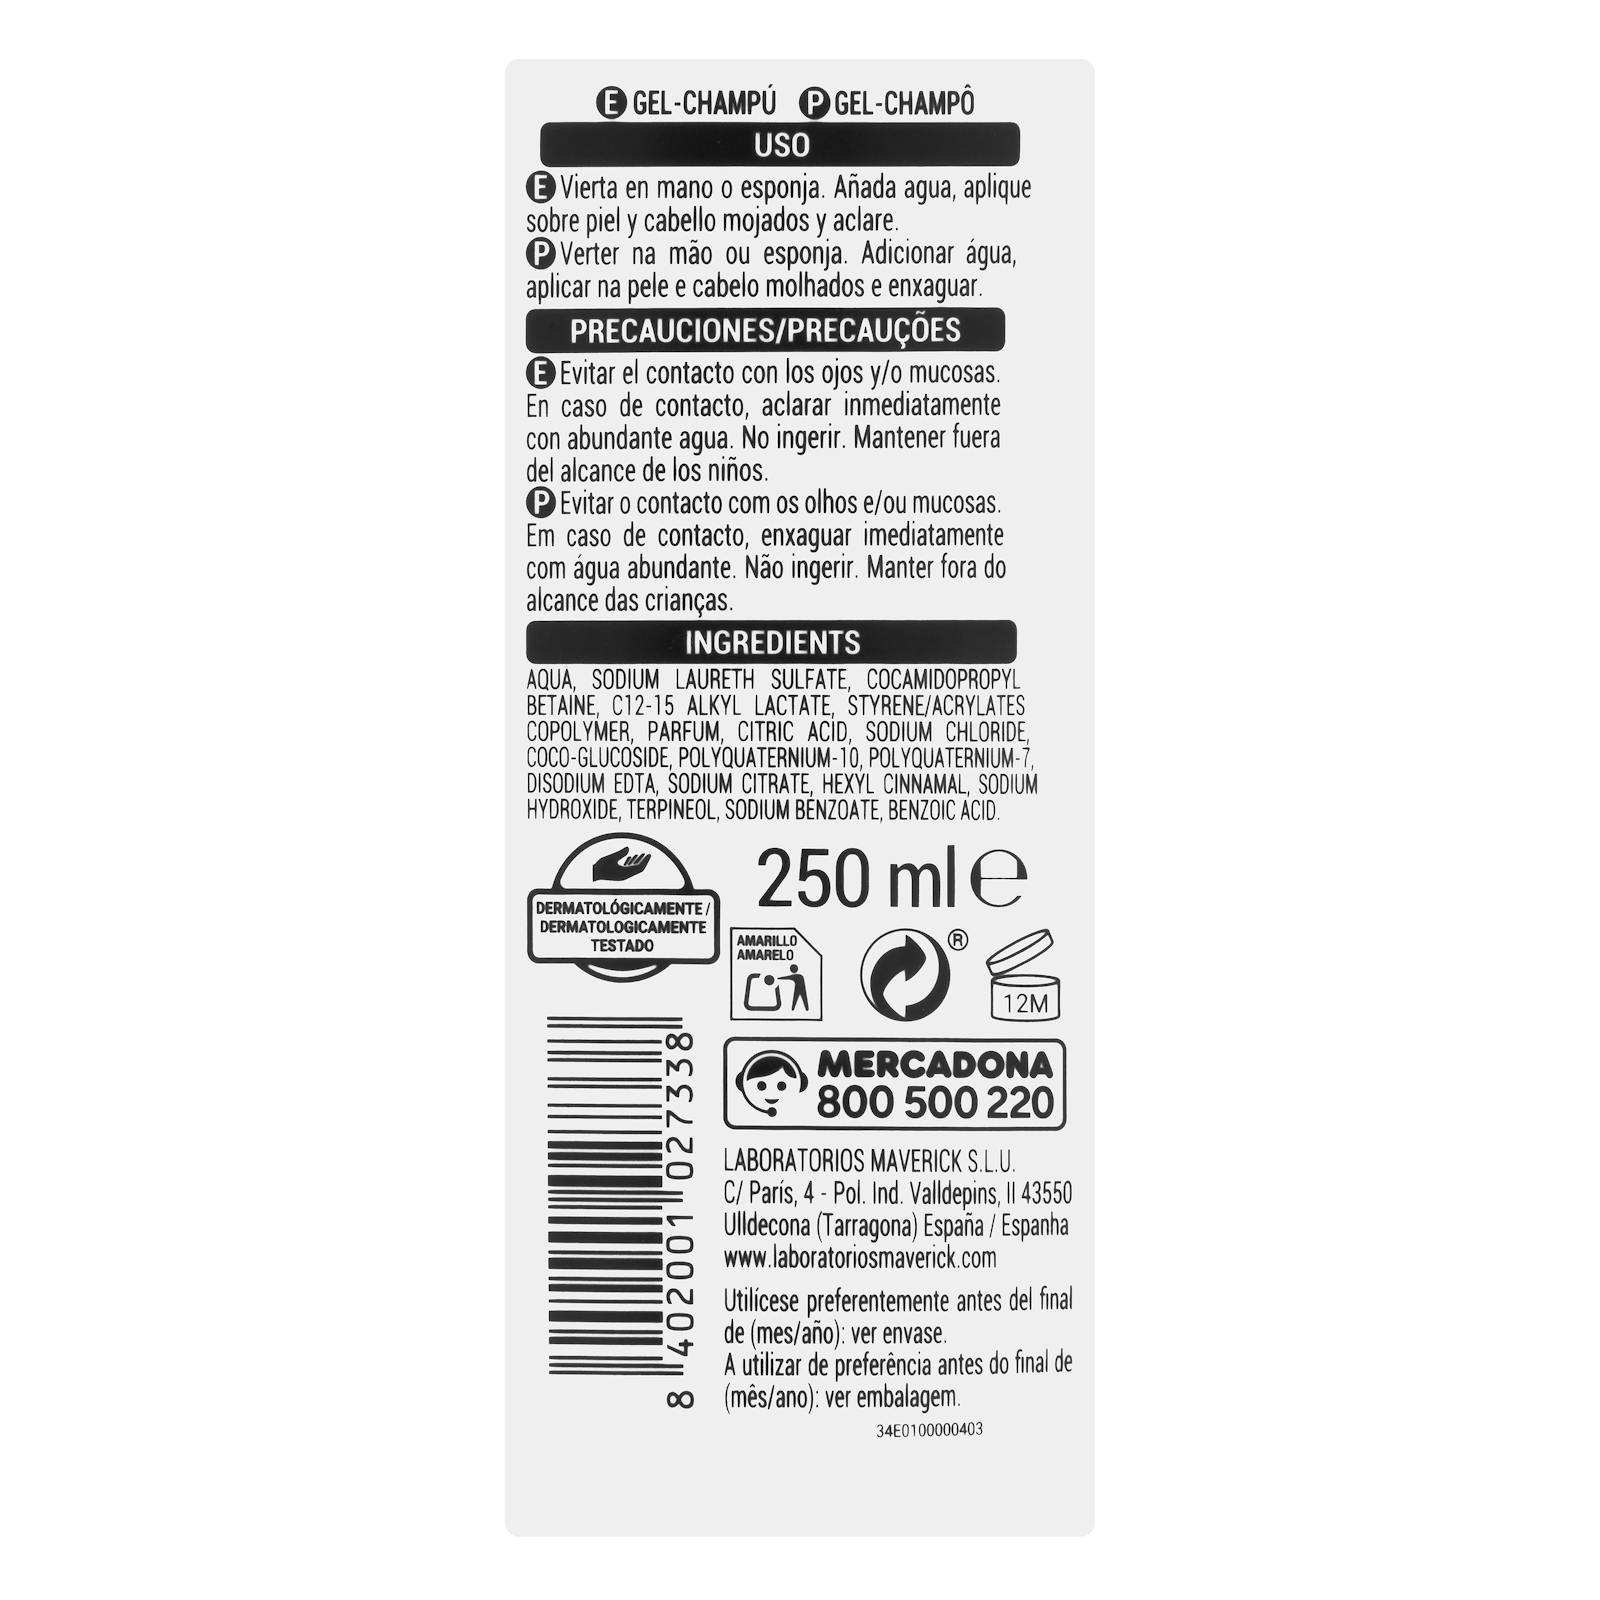 E GEL-CHAMPÚ P GEL-CHAMPÔ
USO
E Vierta en mano o esponja. Añada agua, aplique
sobre piel y cabello mojados y aclare.
P Verter na mão ou esponja. Adicionar água,
aplicar na pele e cabelo molhados e enxaguar.
PRECAUCIONES/PRECAUÇÕES
E Evitar el contacto con los ojos y/o mucosas.
En caso de contacto, aclarar inmediatamente
con abundante agua. No ingerir. Mantener fuera
del alcance de los niños.
P Evitar o contacto com os olhos e/ou mucosas.
Em caso de contacto, enxaguar imediatamente
com água abundante. Não ingerir. Manter fora do
alcance das crianças.
INGREDIENTS
AQUA, SODIUM LAURETH SULFATE, COCAMIDOPROPYL
BETAINE, C12-15 ALKYL LACTATE, STYRENE/ACRYLATES
COPOLYMER, PARFUM, CITRIC ACID, SODIUM CHLORIDE,
COCO-GLUCOSIDE, POLYQUATERNIUM-10, POLYQUATERNIUM-7,
DISODIUM EDTA, SODIUM CITRATE, HEXYL CINNAMAL, SODIUM
HYDROXIDE, TERPINEOL, SODIUM BENZOATE, BENZOIC ACID.
DERMATOLÓGICAMENTE/
DERMATOLOGICAMENTE
TESTADO
250 ml e
AMARILLO
AMARELO
®
12M
8 402001 027338
MERCADONA
800 500 220
LABORATORIOS MAVERICK S.L.U.
C/ París, 4 - Pol. Ind. Valldepins, II 43550
Ulldecona (Tarragona) España / Espanha
www.laboratoriosmaverick.com
Utilícese preferentemente antes del final
de (mes/año): ver envase.
A utilizar de preferência antes do final de
(mês/ano): ver embalagem.
34E0100000403